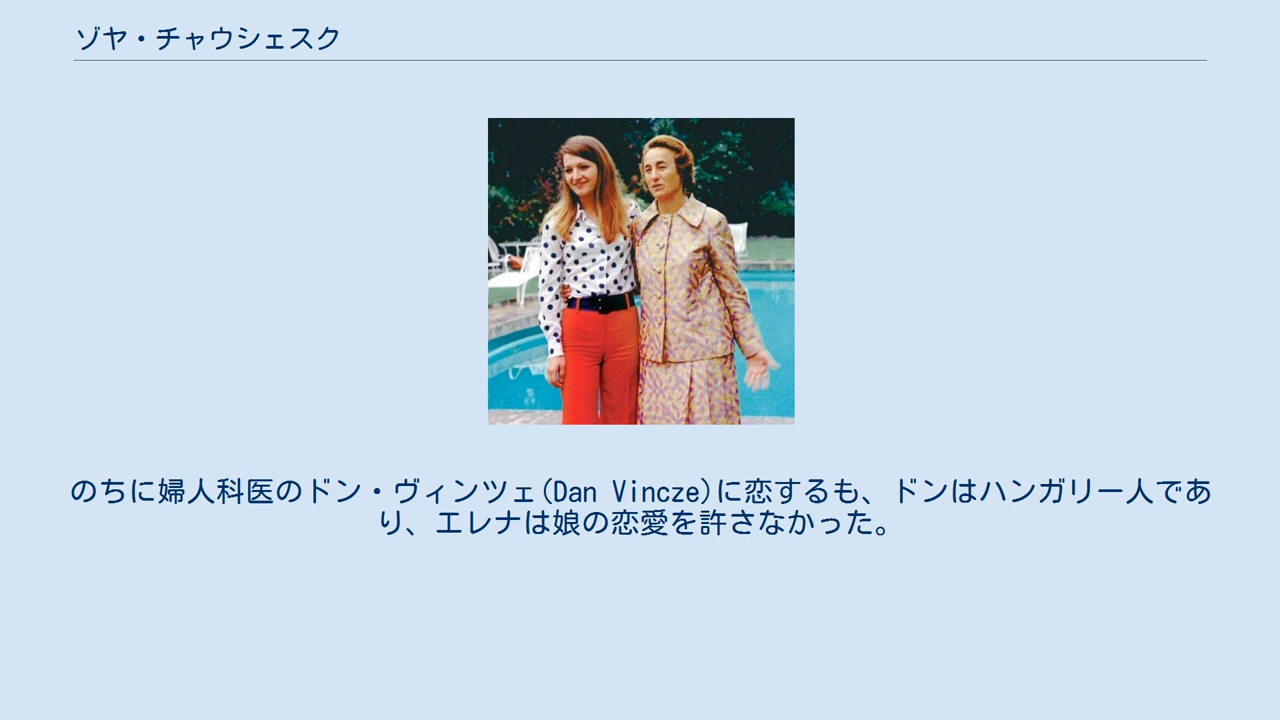 ゾヤ・チャウシェスク
のちに婦人科医のドン・ヴィンツェ(Dan Vincze)に恋するも、ドンはハンガリー人であ
り、エレナは娘の恋愛を許さなかった。